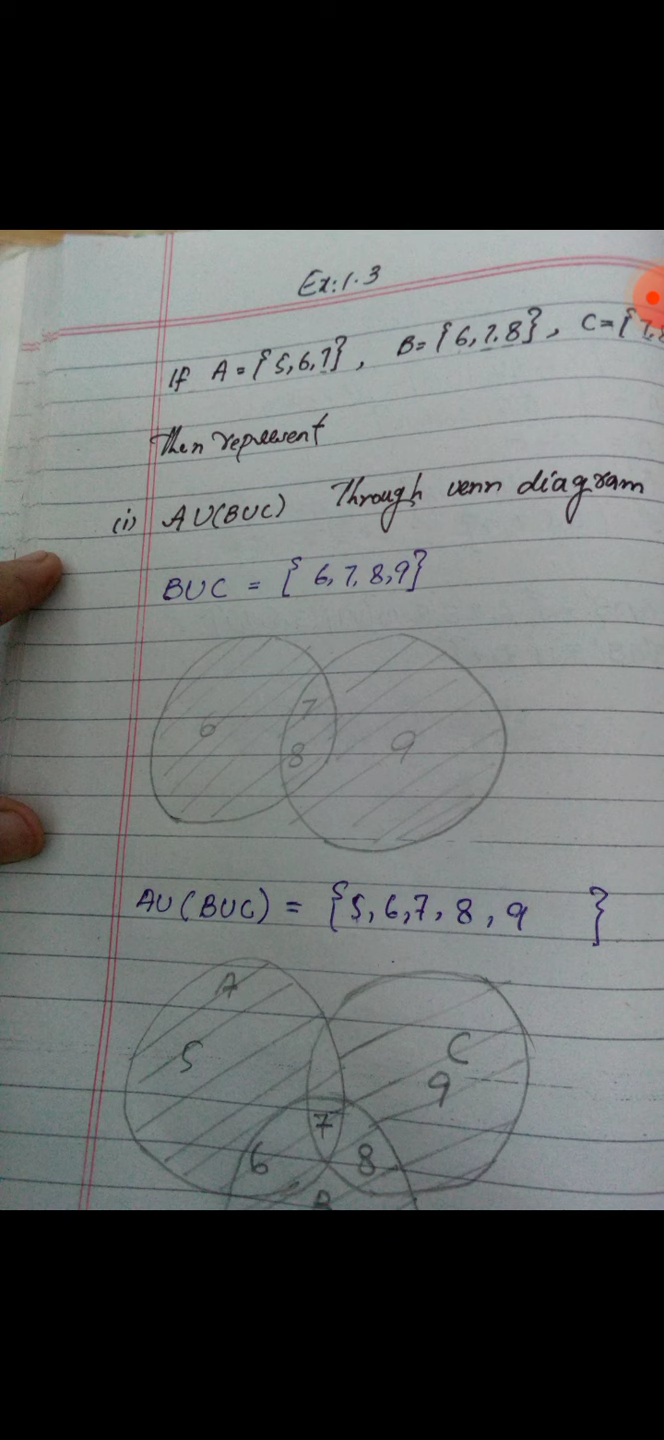 Ex: 1.3
If A = {5, 6, 7}, B = {6, 7, 8}, C = {7, 8
Then represent
(i) AU(BUC) Through venn diagram
BUC = { 6, 7, 8, 9}
7
6
8
9
AU(BUC) = {5, 6, 7, 8, 9 }
A
5
C
9
7
6
8
B